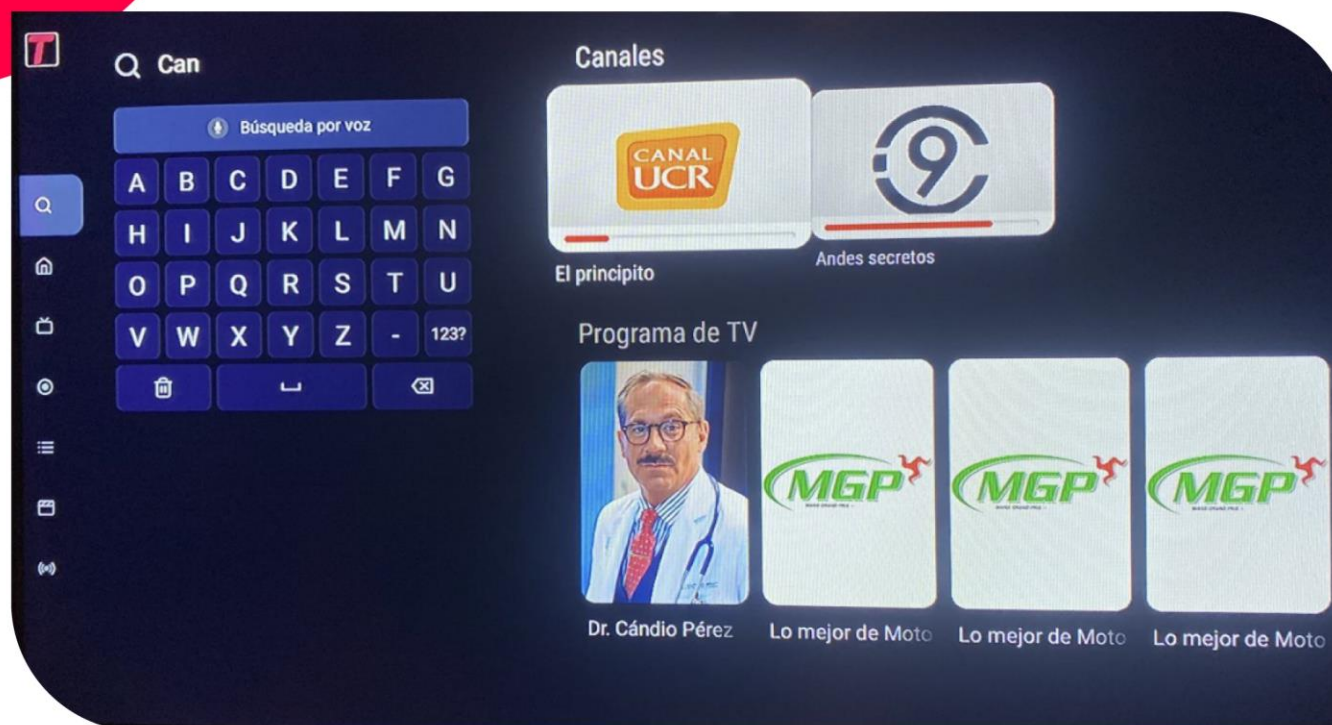 T
Can
Búsqueda por voz
A B C D E F G
H I J K L M N
O P Q R S T U
V W X Y Z - 123?
Canales
CANAL
UCR
9
El principito
Andes secretos
Programa de TV
MGP
MGP
MGP
Dr. Cándio Pérez
Lo mejor de Moto
Lo mejor de Moto
Lo mejor de Moto